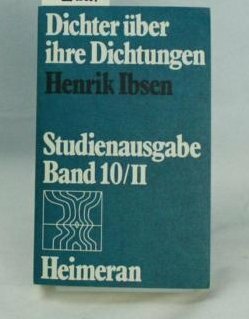 Dichter über
ihre Dichtungen
Henrik Ibsen
Studienausgabe
Band 10/II
Heimeran